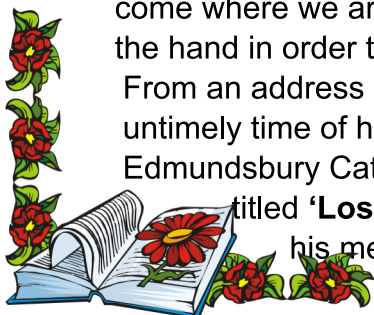 come where we ar
the hand in order t
From an address
untimely time of h
Edmundsbury Cat
titled ‘Los
his me